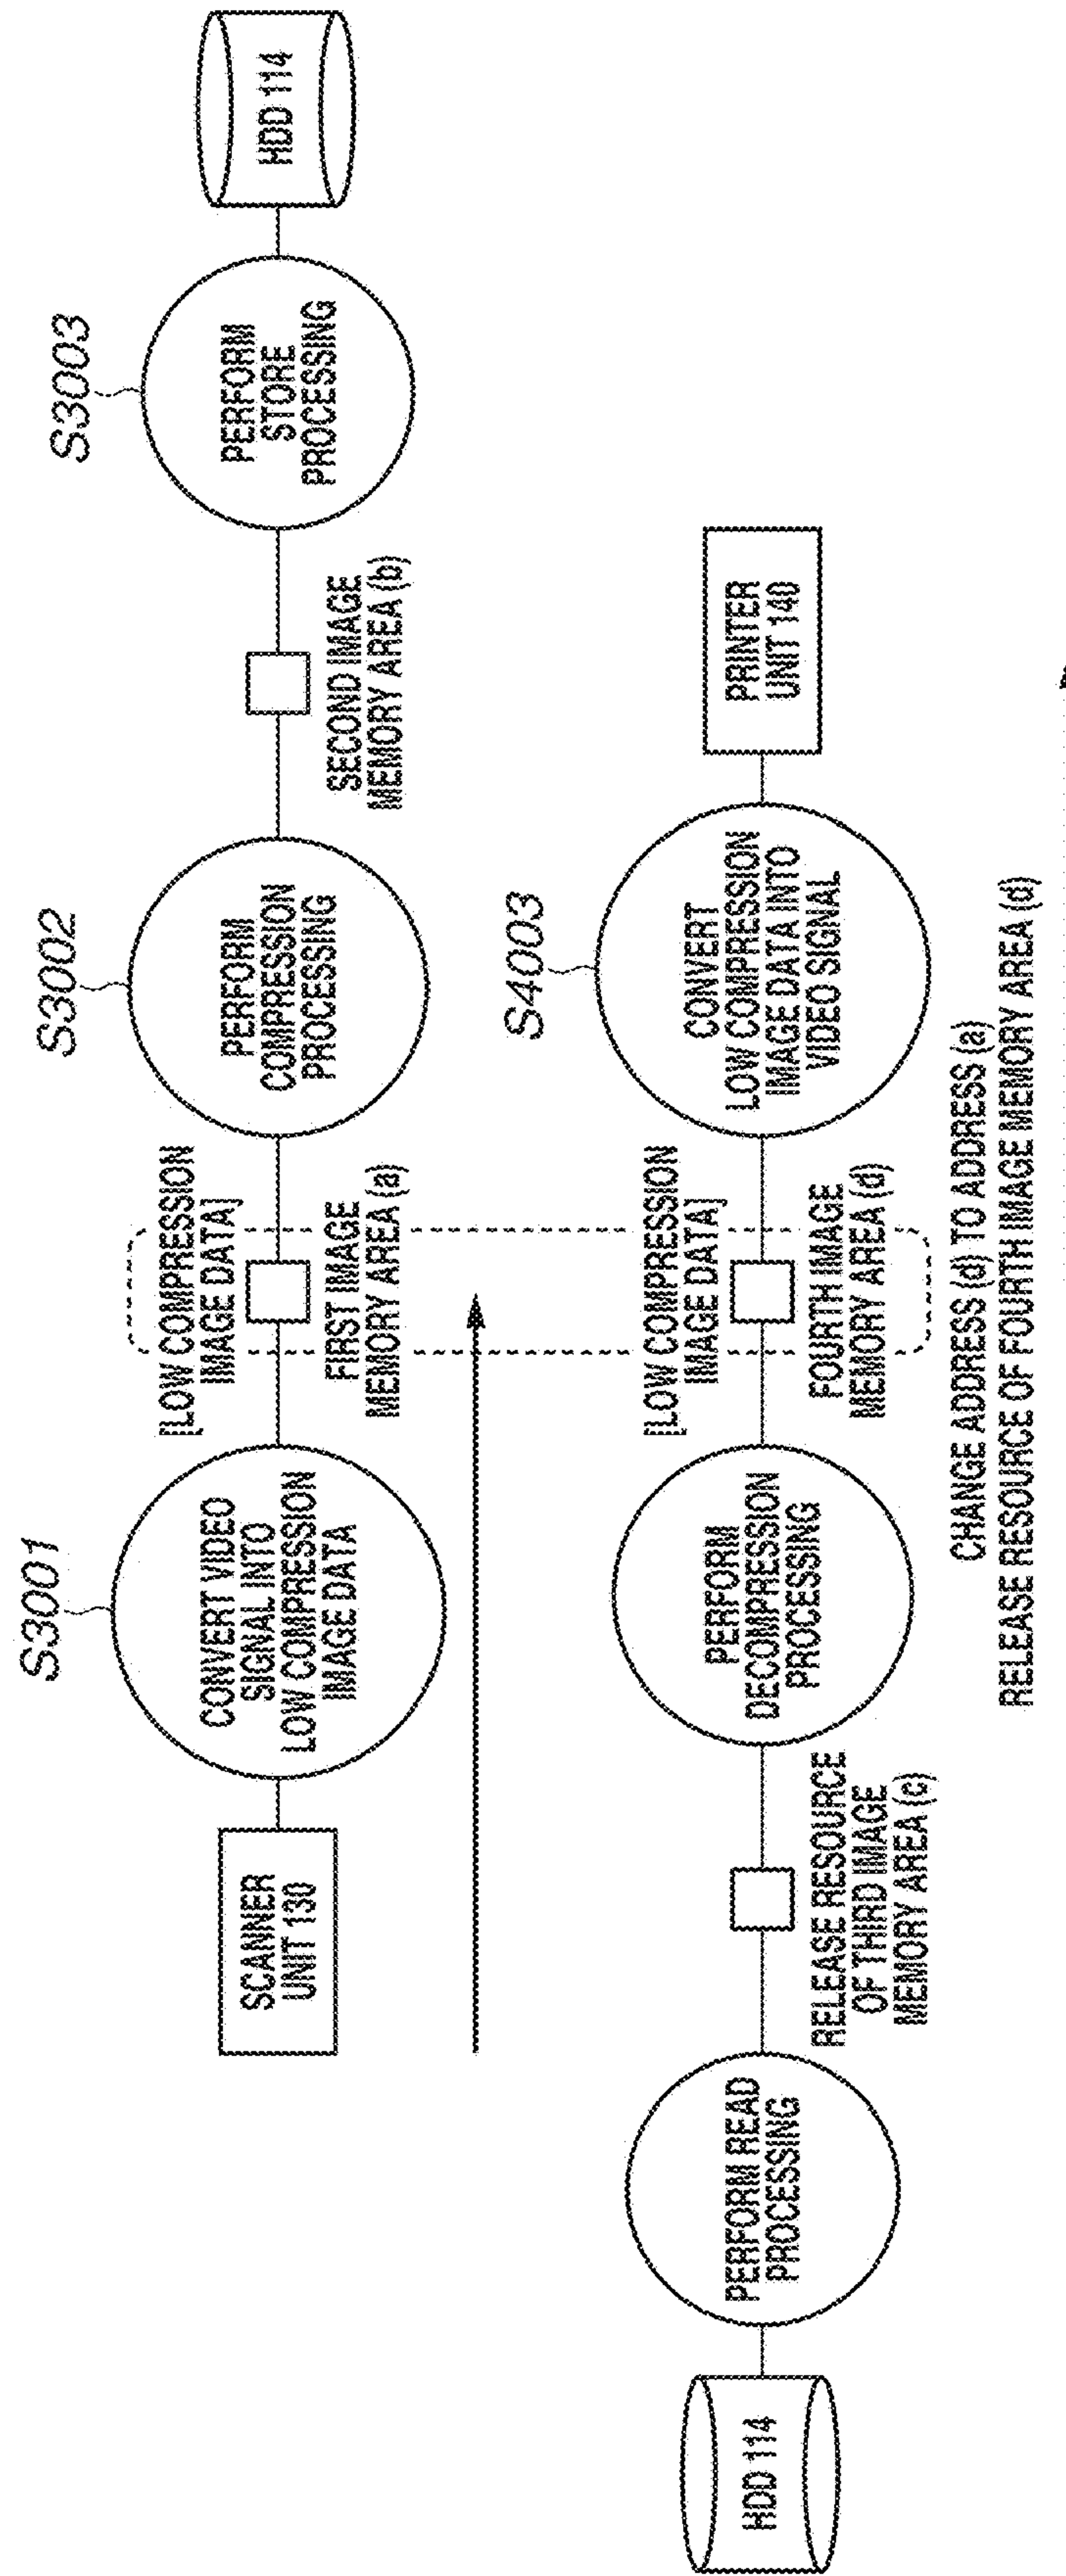 S3001
S3002
S3003
SCANNER
UNIT 130
CONVERT VIDEO
SIGNAL INTO
LOW COMPRESSION
IMAGE DATA
[LOW COMPRESSION
IMAGE DATA]
FIRST IMAGE
MEMORY AREA (a)
PERFORM
COMPRESSION
PROCESSING
SECOND IMAGE
MEMORY AREA (b)
PERFORM
STORE
PROCESSING
HDD 114
S4003
HDD 114
PERFORM READ
PROCESSING
RELEASE RESOURCE
OF THIRD IMAGE
MEMORY AREA (c)
PERFORM
DECOMPRESSION
PROCESSING
[LOW COMPRESSION
IMAGE DATA]
FOURTH IMAGE
MEMORY AREA (d)
CONVERT
LOW COMPRESSION
IMAGE DATA INTO
VIDEO SIGNAL
PRINTER
UNIT 140
CHANGE ADDRESS (d) TO ADDRESS (a)
RELEASE RESOURCE OF FOURTH IMAGE MEMORY AREA (d)